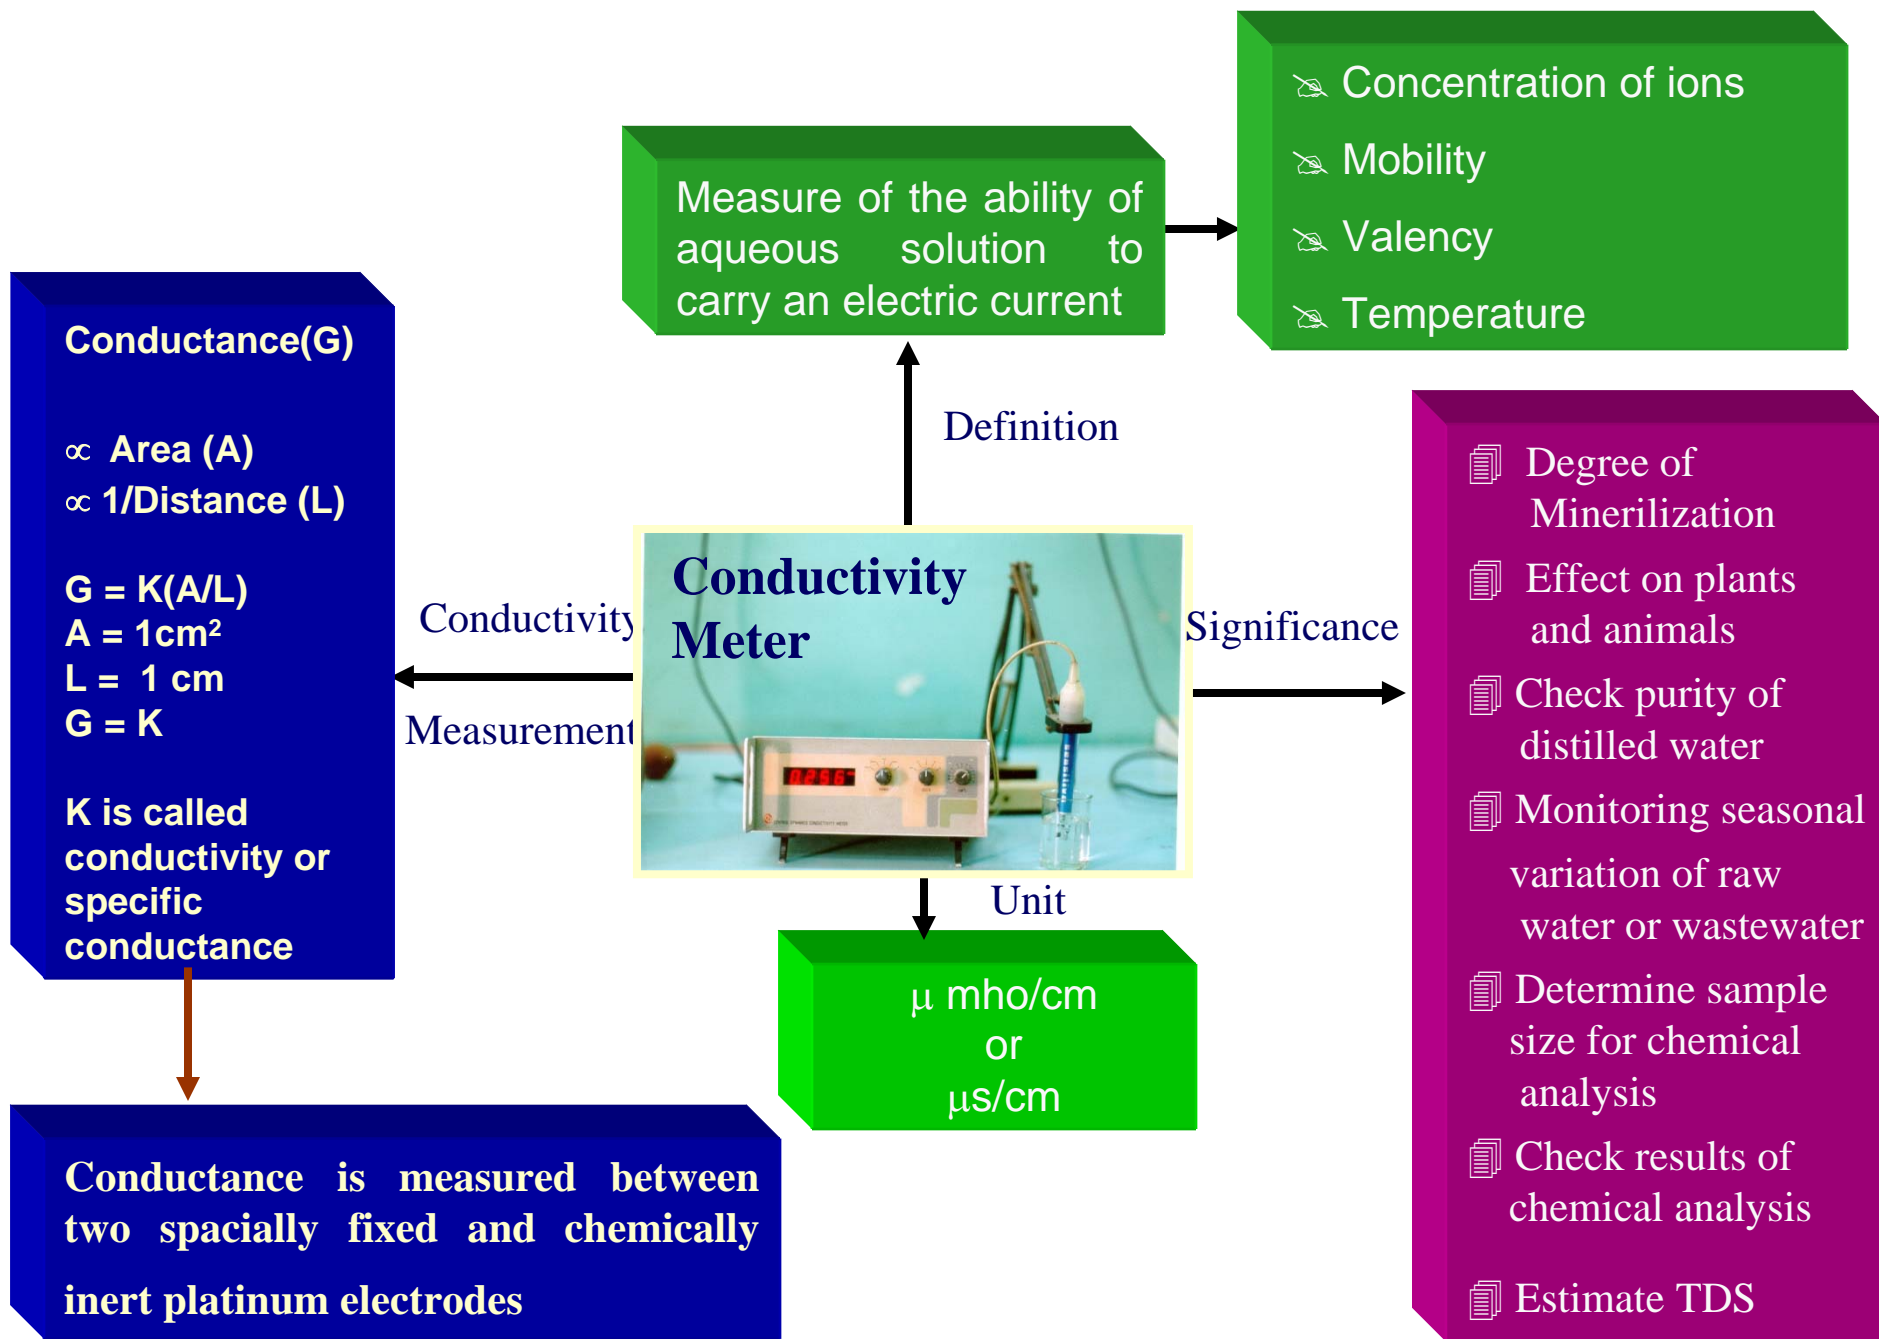 Concentration of ions
Mobility
Valency
Temperature
Measure of the ability of
aqueous solution to
carry an electric current
Definition
Conductance(G)
∝ Area (A)
∝ 1/Distance (L)
G = K(A/L)
A = 1cm²
L = 1 cm
G = K
K is called
conductivity or
specific
conductance
Conductivity
Measurement
Conductivity
Meter
0.256
Significance
Degree of
Minerilization
Effect on plants
and animals
Check purity of
distilled water
Monitoring seasonal
variation of raw
water or wastewater
Determine sample
size for chemical
analysis
Check results of
chemical analysis
Estimate TDS
Unit
μ mho/cm
or
μs/cm
Conductance is measured between
two spacially fixed and chemically
inert platinum electrodes